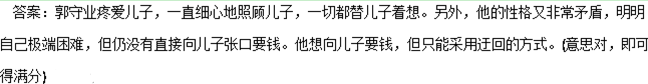 答案：郭守业疼爱儿子，一直细心地照顾儿子，一切都替儿子着想。另外，他的性格又非常矛盾，明明
自己极端困难，但仍没有直接向儿子张口要钱。他想向儿子要钱，但只能采用迂回的方式。(意思对，即可
得满分)